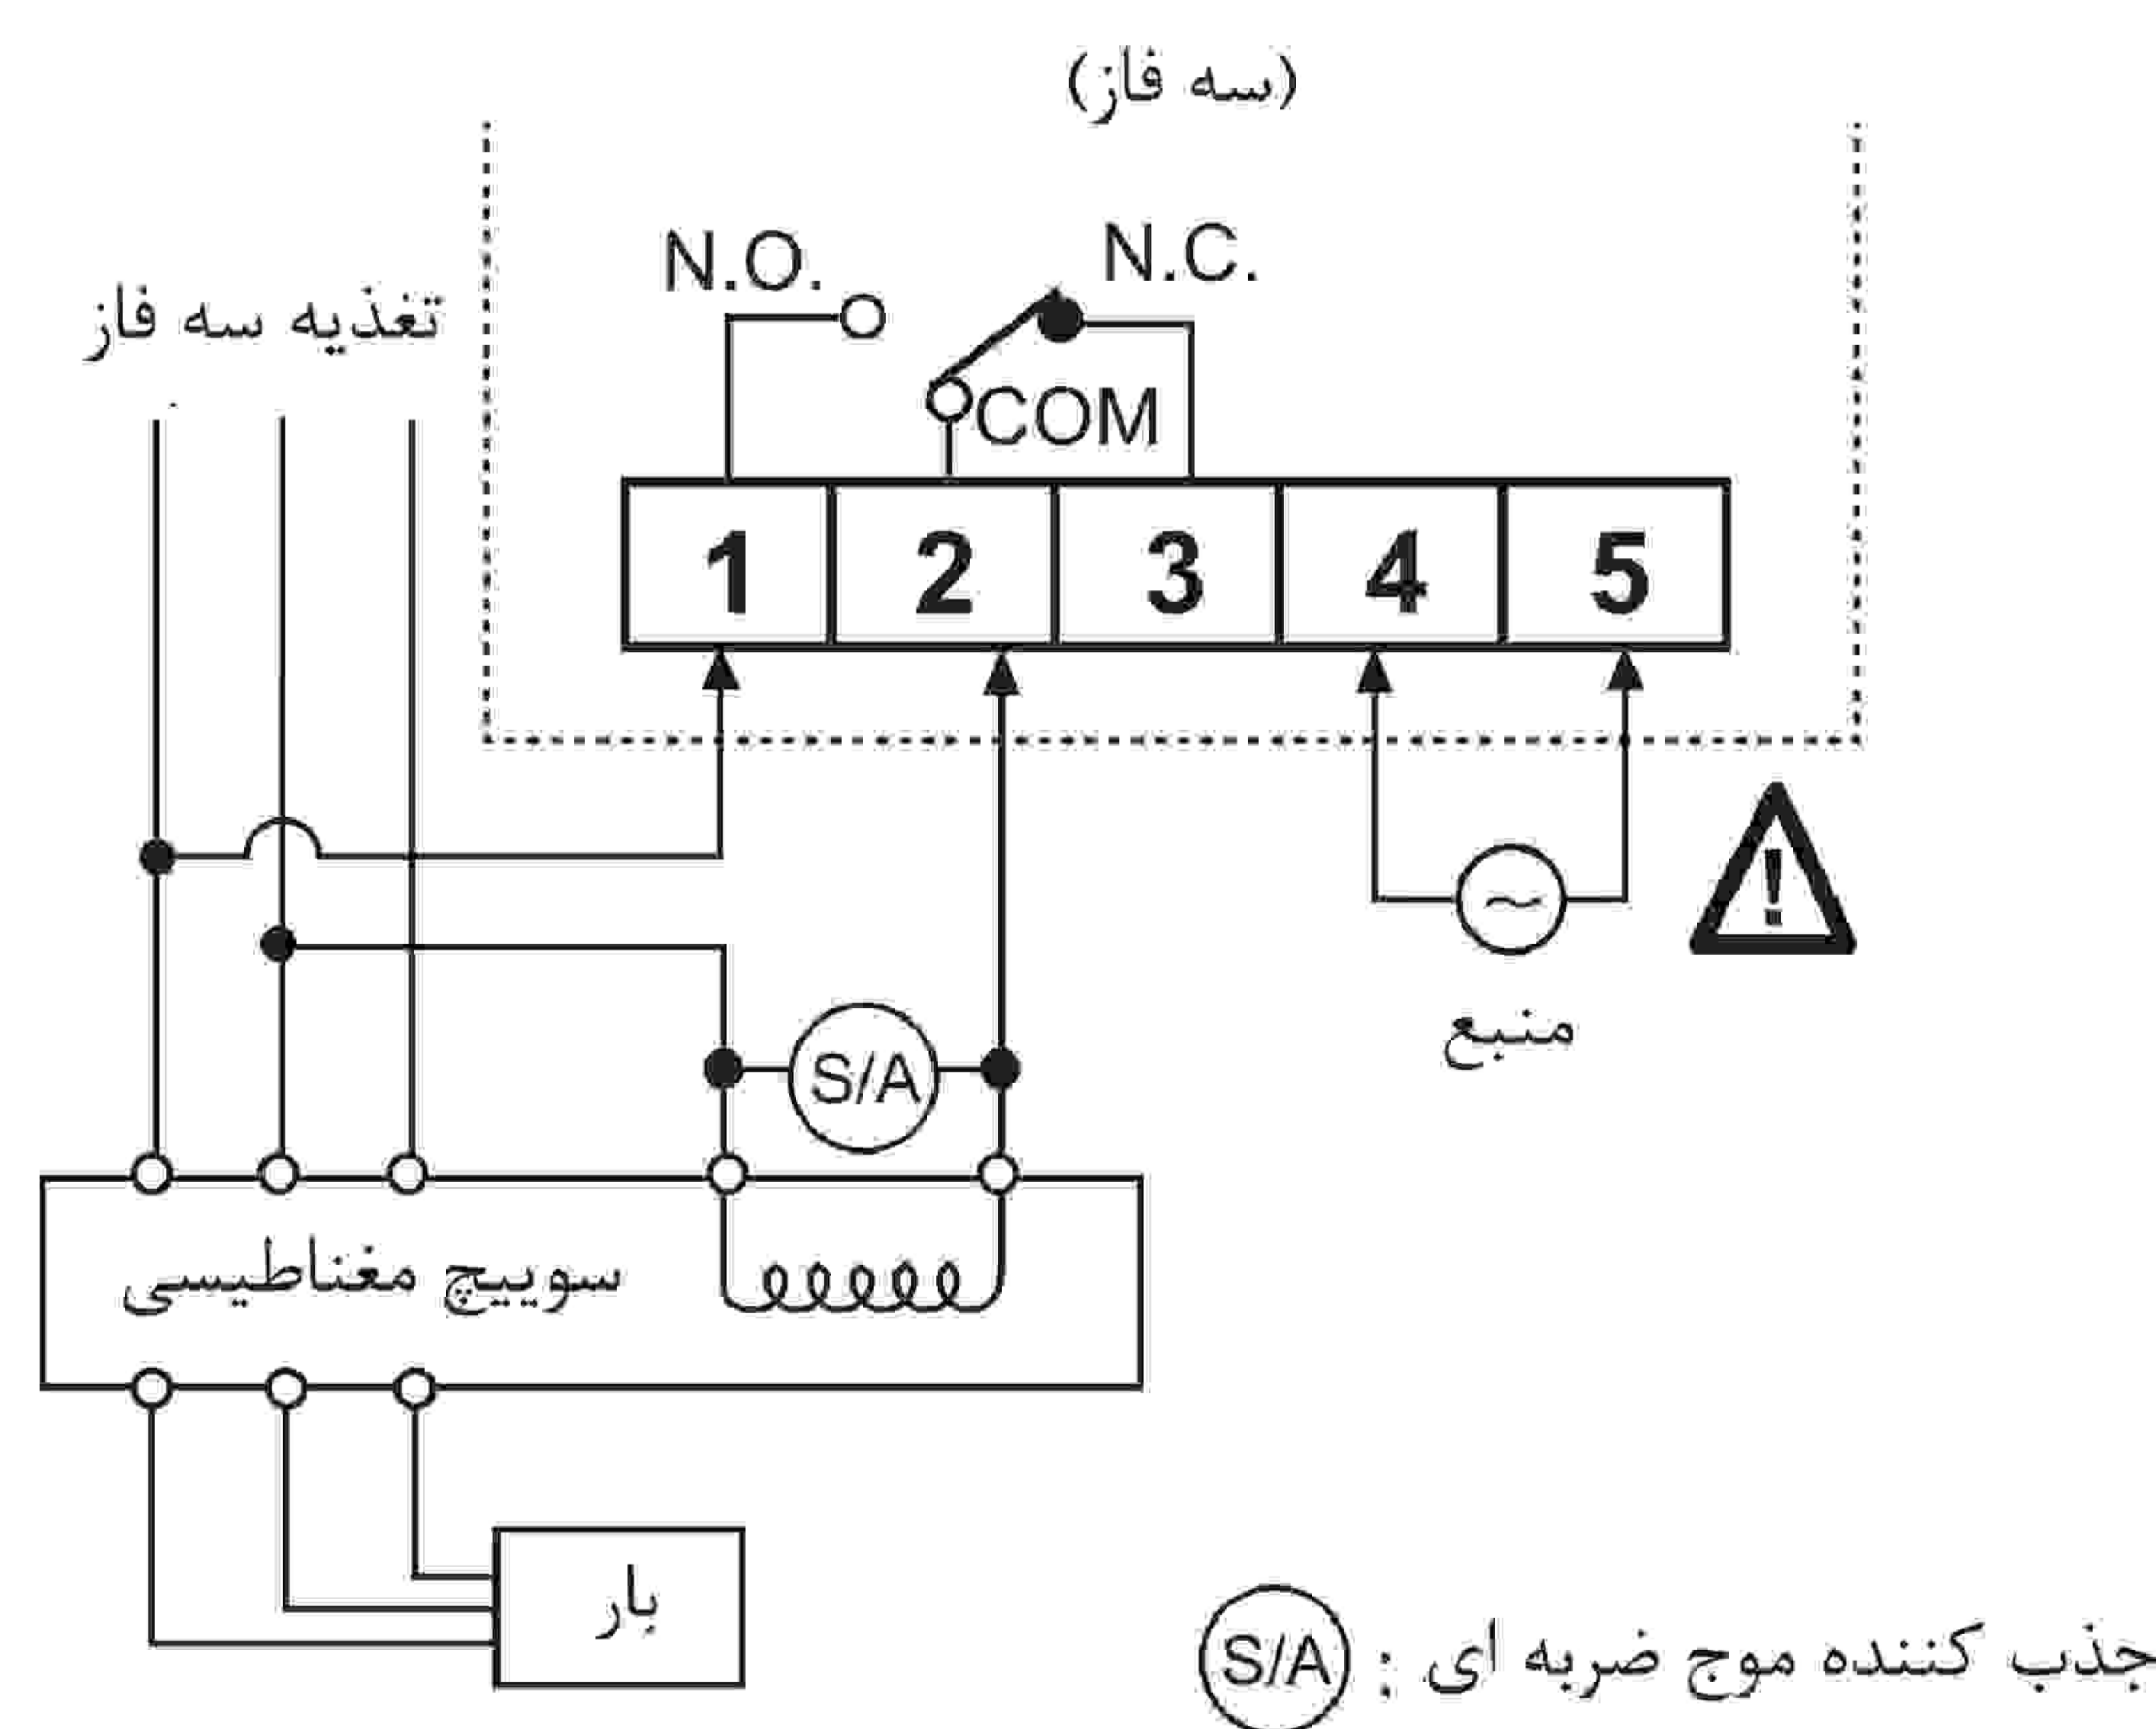 (سه فاز)
تغذیه سه فاز
N.O.
N.C.
COM
1 2 3 4 5
!
~
منبع
S/A
سوییچ مغناطیسی
بار
S/A : جذب کننده موج ضربه ای